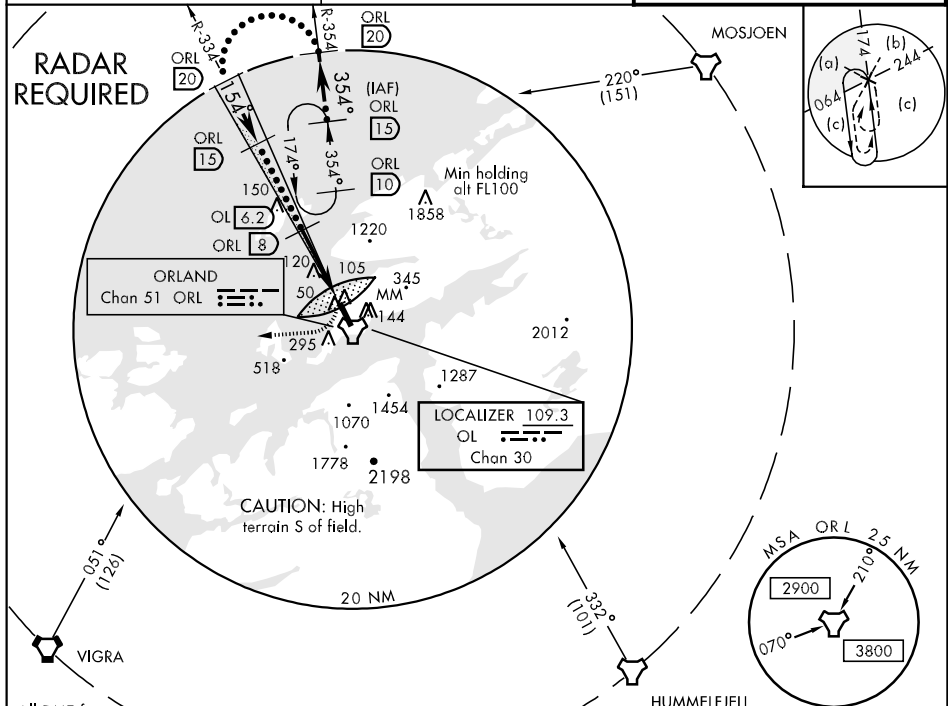 R-334
R-354
ORL
20
ORL
20
RADAR
REQUIRED
MOSJOEN
220°
(151)
174
(a)
(b)
244
064
(c)
(c)
154°
354°
(IAF)
ORL
15
ORL
15
174°
354°
ORL
10
150
Min holding
alt FL100
1858
OL 6.2
1220
ORL 8
120
105
345
ORLAND
Chan 51 ORL
50
MM
144
295
2012
518
1287
1454
1070
LOCALIZER 109.3
OL
Chan 30
1778
2198
CAUTION: High
terrain S of field.
051°
(126)
20 NM
332°
(101)
MSA ORL 25 NM
210°
2900
070°
3800
VIGRA
HUMMELFJELL